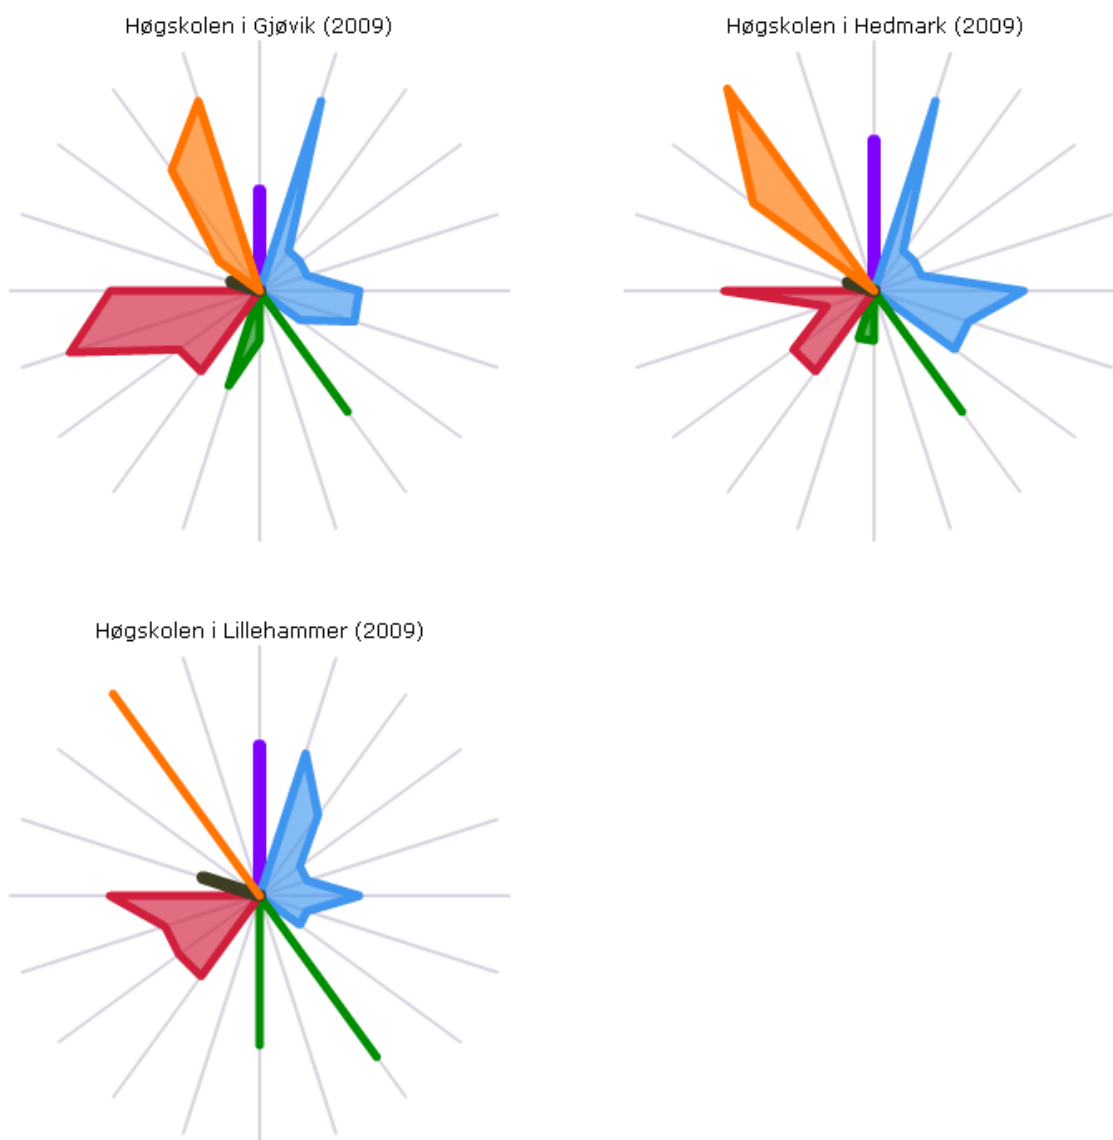 Høgskolen i Gjøvik (2009)
Høgskolen i Hedmark (2009)
Høgskolen i Lillehammer (2009)